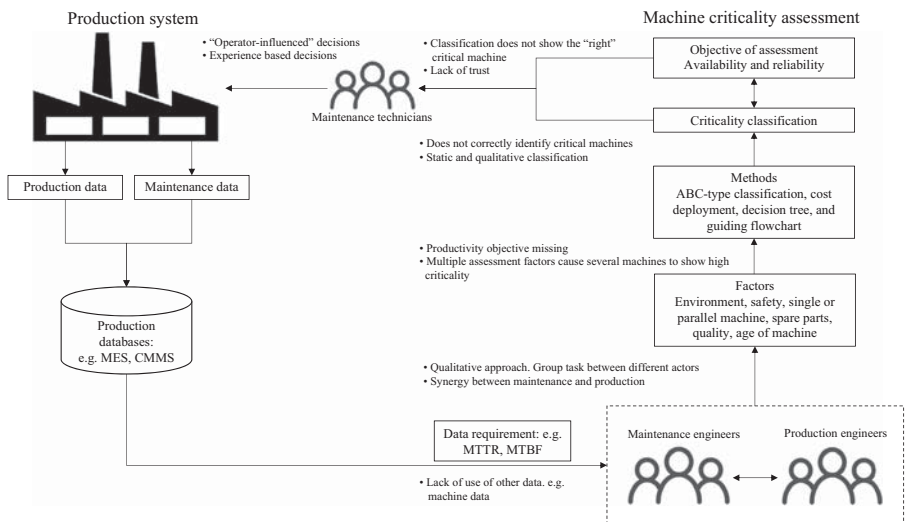 Production system
Machine criticality assessment
• “Operator-influenced” decisions
• Experience based decisions
• Classification does not show the “right”
critical machine
• Lack of trust
Objective of assessment
Availability and reliability
Maintenance technicians
Criticality classification
• Does not correctly identify critical machines
• Static and qualitative classification
Production data
Maintenance data
Methods
ABC-type classification, cost
deployment, decision tree, and
guiding flowchart
• Productivity objective missing
• Multiple assessment factors cause several machines to show high
criticality
Factors
Environment, safety, single or
parallel machine, spare parts,
quality, age of machine
Production
databases:
e.g. MES, CMMS
• Qualitative approach. Group task between different actors
• Synergy between maintenance and production
Data requirement: e.g.
MTTR, MTBF
Maintenance engineers
Production engineers
• Lack of use of other data. e.g.
machine data